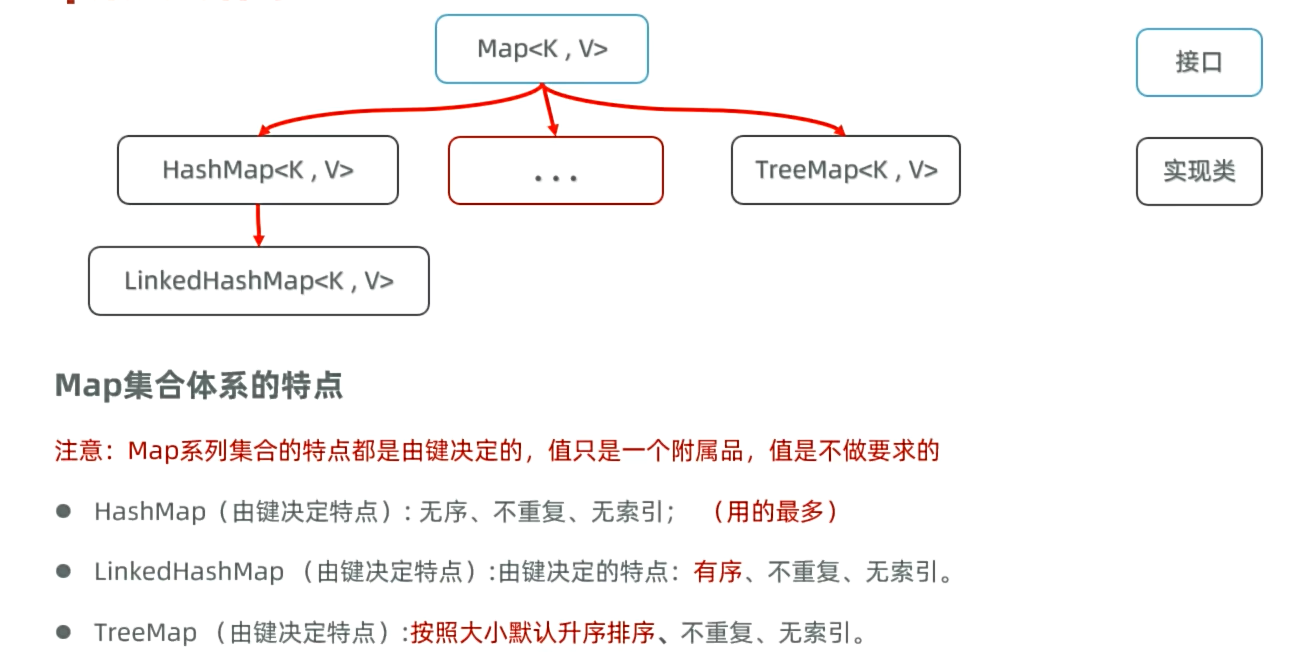 Map<K , V>
接口
HashMap<K , V>
...
TreeMap<K , V>
实现类
LinkedHashMap<K , V>
Map集合体系的特点
注意：Map系列集合的特点都是由键决定的，值只是一个附属品，值是不做要求的
● HashMap（由键决定特点）: 无序、不重复、无索引； （用的最多）
● LinkedHashMap （由键决定特点）:由键决定的特点：有序、不重复、无索引。
● TreeMap （由键决定特点）:按照大小默认升序排序、不重复、无索引。